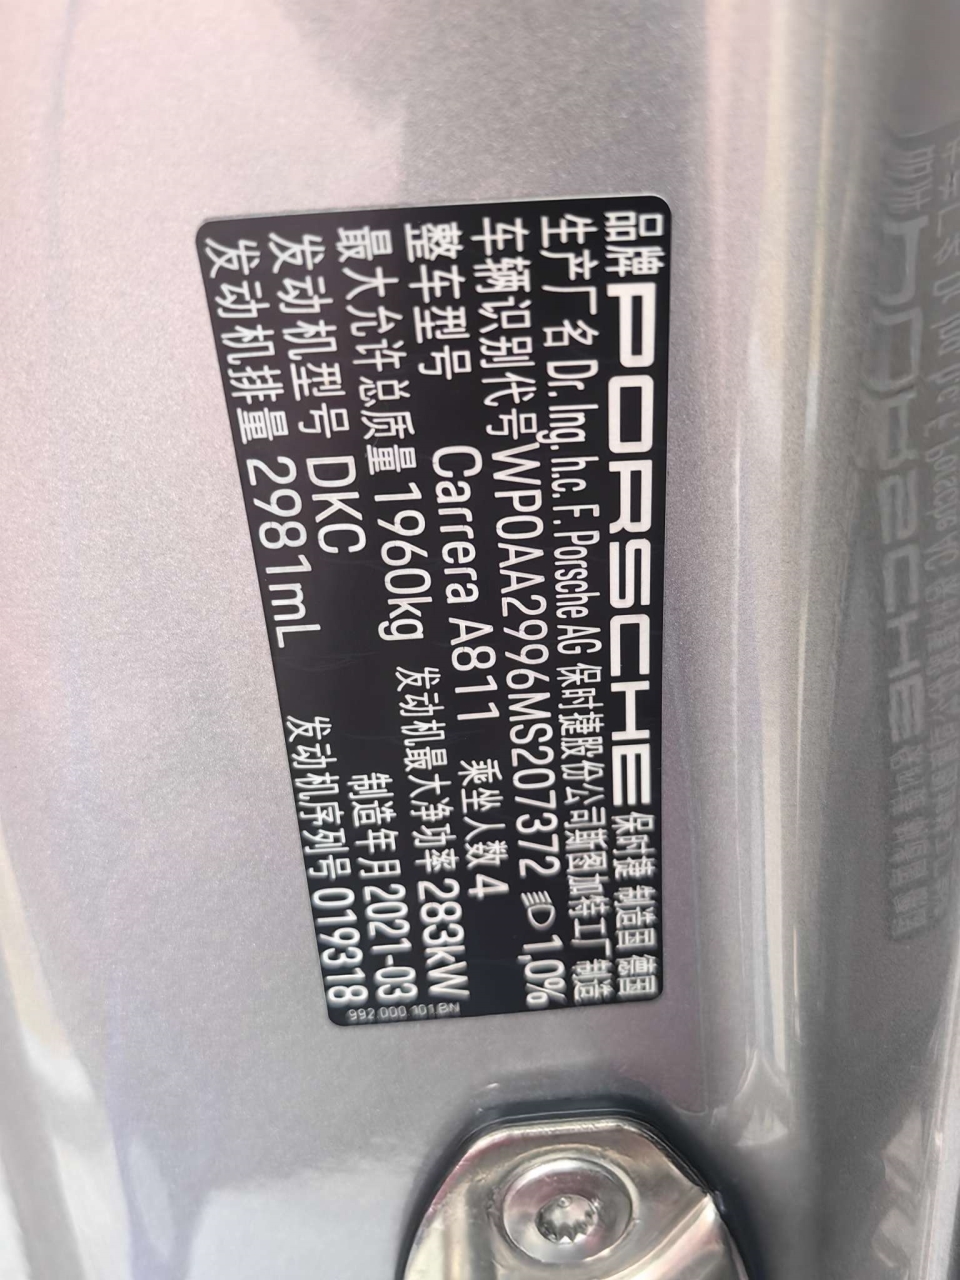 品牌 PORSCHE 保时捷 制造国 德国
生产厂名 Dr. Ing. h.c. F. Porsche AG 保时捷股份公司斯图加特工厂 制造
车辆识别代号 WP0AA2996MS207372 1,0%
整车型号 Carrera A811 乘坐人数 4
最大允许总质量 1960kg 发动机最大净功率 283kW
发动机型号 DKC 制造年月 2021-03
发动机排量 2981mL 发动机序列号 019318
992.000.101.BN